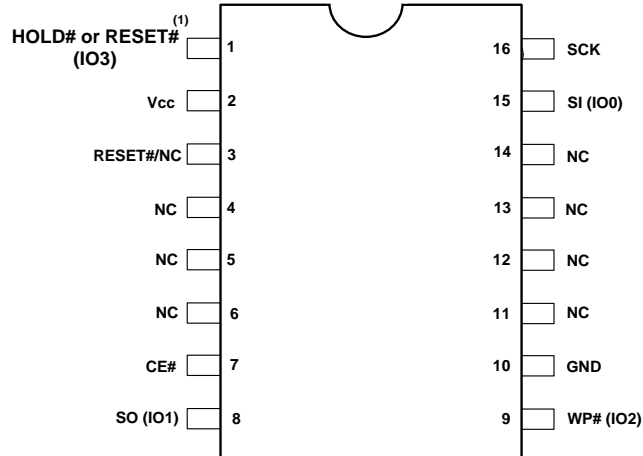 (1)
HOLD# or RESET#
(IO3)
1
16
SCK
Vcc
2
15
SI (IO0)
RESET#/NC
3
14
NC
NC
4
13
NC
NC
5
12
NC
NC
6
11
NC
CE#
7
10
GND
SO (IO1)
8
9
WP# (IO2)